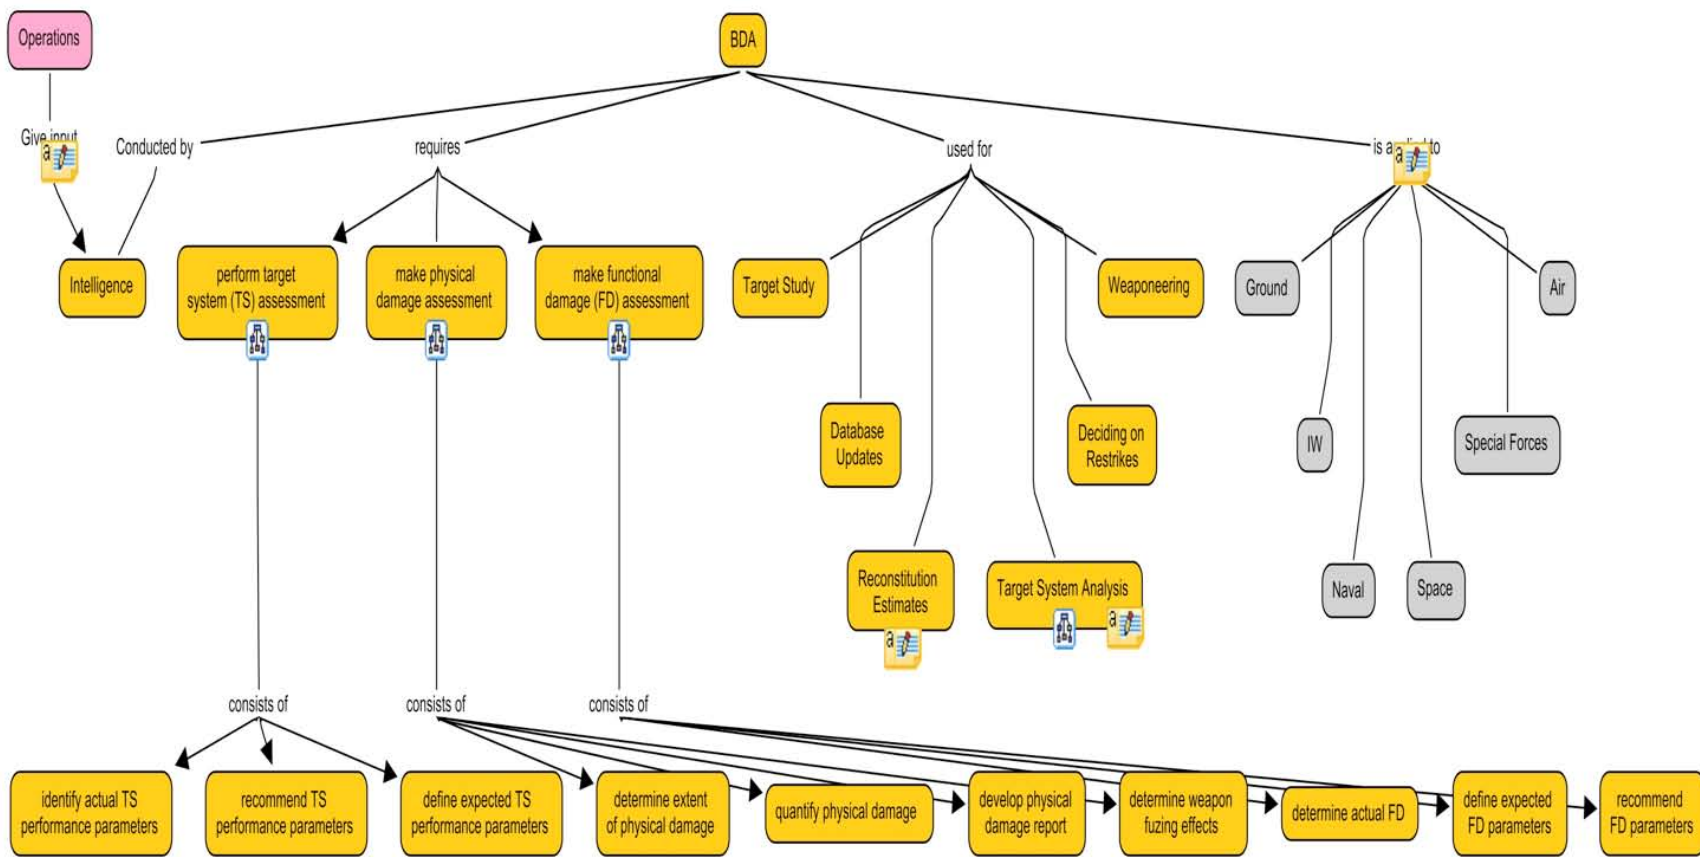 Operations
BDA
Give input
a
Conducted by
requires
used for
is a
to
a
Intelligence
perform target
system (TS) assessment
make physical
damage assessment
make functional
damage (FD) assessment
Target Study
Weaponeering
Ground
Air
Database
Updates
Deciding on
Restrikes
IW
Special Forces
Reconstitution
Estimates
a
Target System Analysis
a
Naval
Space
consists of
consists of
consists of
identify actual TS
performance parameters
recommend TS
performance parameters
define expected TS
performance parameters
determine extent
of physical damage
quantify physical damage
develop physical
damage report
determine weapon
fuzing effects
determine actual FD
define expected
FD parameters
recommend
FD parameters